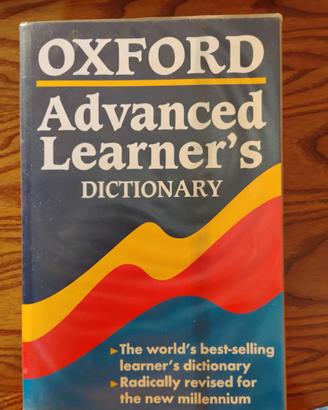 OXFORD
Advanced
Learner's
DICTIONARY
▸The world's best-selling
learner's dictionary
▸Radically revised for
the new millennium